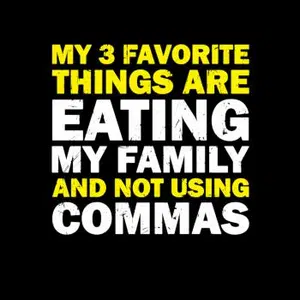 MY 3 FAVORITE
THINGS ARE
EATING
MY FAMILY
AND NOT USING
COMMAS